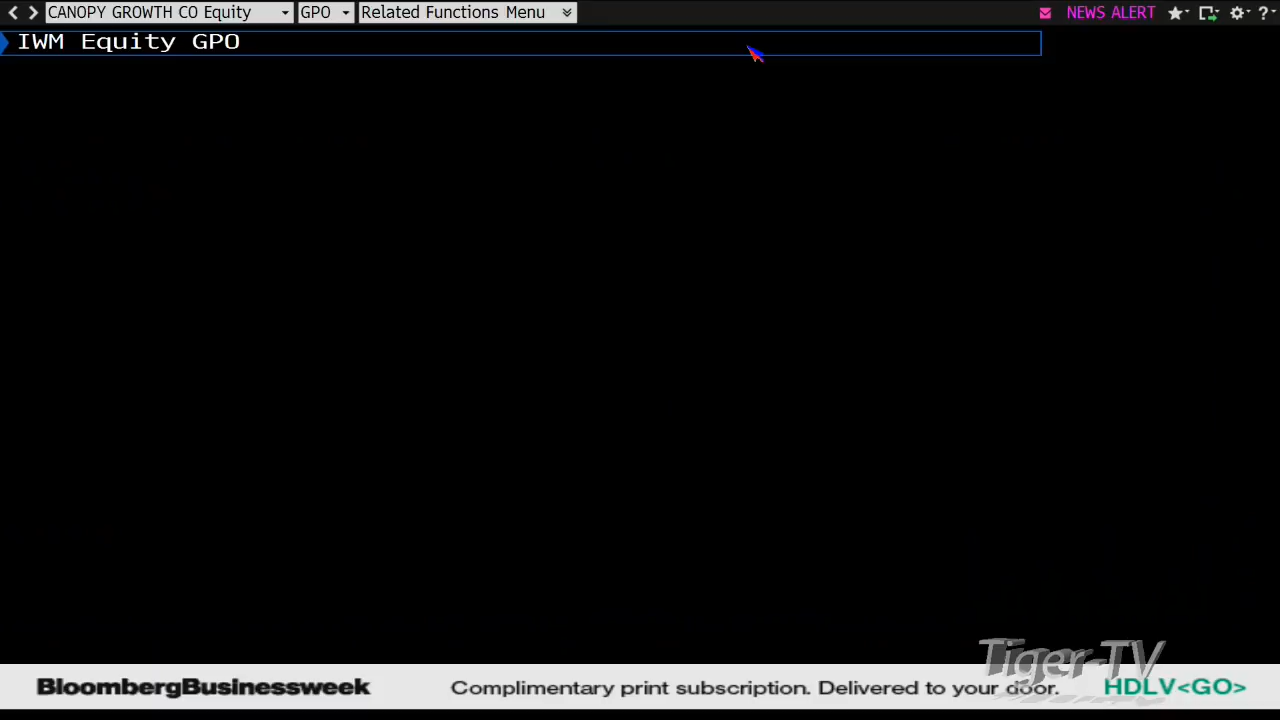 CANOPY GROWTH CO Equity GPO Related Functions Menu NEWS ALERT ?
IWM Equity GPO
Tiger-TV
BloombergBusinessweek Complimentary print subscription. Delivered to your door. HDLV<GO>